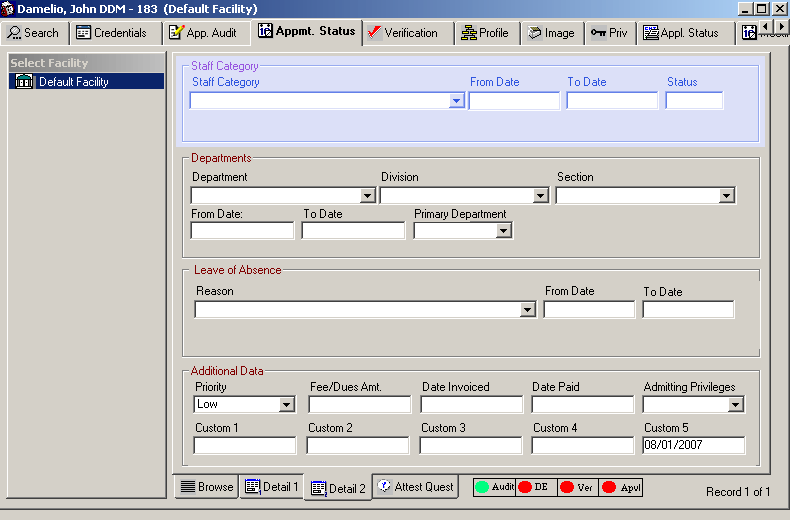 Damelio, John DDM - 183 (Default Facility)
Search Credentials App. Audit Appmt. Status Verification Profile Image Priv Appl. Status
Select Facility
Default Facility
Staff Category
Staff Category From Date To Date Status
Departments
Department Division Section
From Date: To Date Primary Department
Leave of Absence
Reason From Date To Date
Additional Data
Priority Fee/Dues Amt. Date Invoiced Date Paid Admitting Privileges
Low
Custom 1 Custom 2 Custom 3 Custom 4 Custom 5
08/01/2007
Browse Detail 1 Detail 2 Attest Quest Audit DE Ver Apvl Record 1 of 1